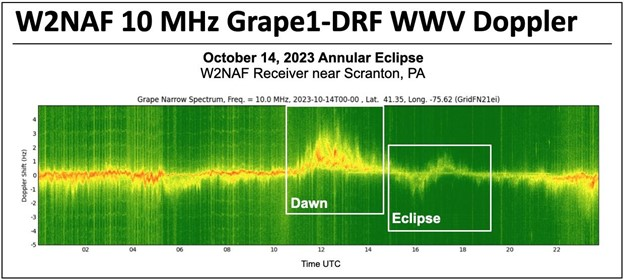 W2NAF 10 MHz Grape1-DRF WWV Doppler
October 14, 2023 Annular Eclipse
W2NAF Receiver near Scranton, PA
Grape Narrow Spectrum, Freq. = 10.0 MHz, 2023-10-14T00-00 , Lat.  41.35, Long. -75.62 (GridFN21ei)
Doppler Shift (Hz)
4
3
2
1
0
-1
-2
-3
-4
-5
Dawn
Eclipse
02 04 06 08 10 12 14 16 18 20 22
Time UTC